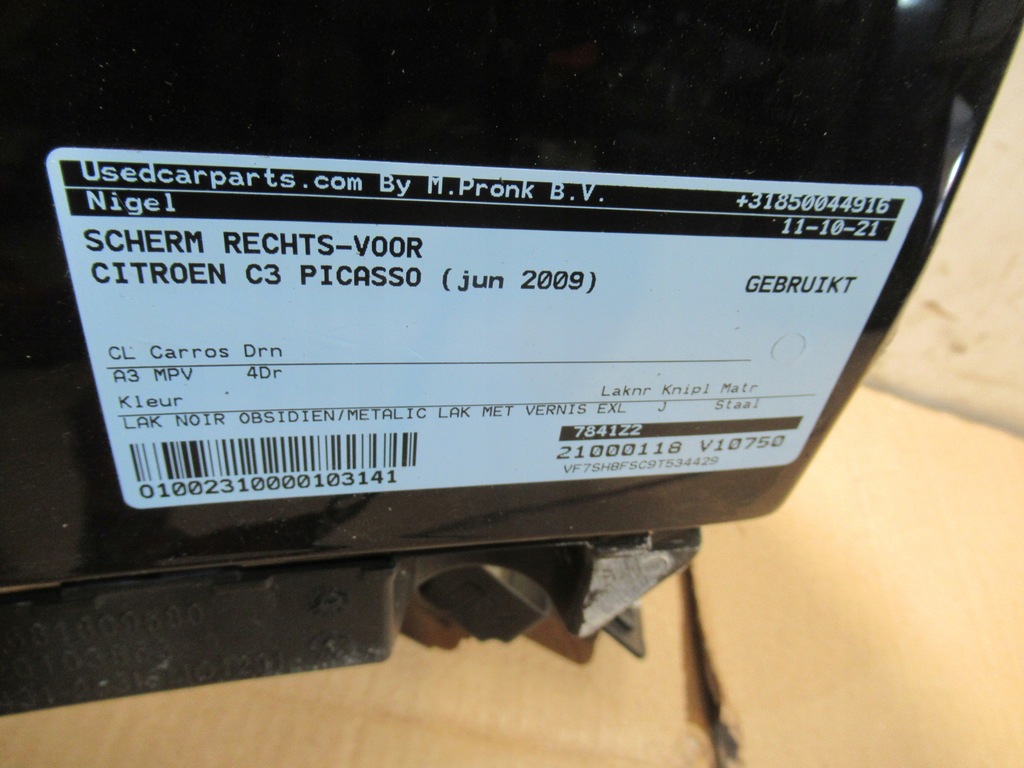 Usedcarparts.com By M.Pronk B.V. +31850044916
Nigel 11-10-21
SCHERM RECHTS-VOOR
CITROEN C3 PICASSO (jun 2009) GEBRUIKT
CL Carros Drn
A3 MPV 4Dr
Kleur Laknr Knipl Matr
LAK NOIR OBSIDIEN/METALIC LAK MET VERNIS EXL J Staal
7841Z2
21000118 V10750
VF7SH8FSC9T534429
01002310000103141